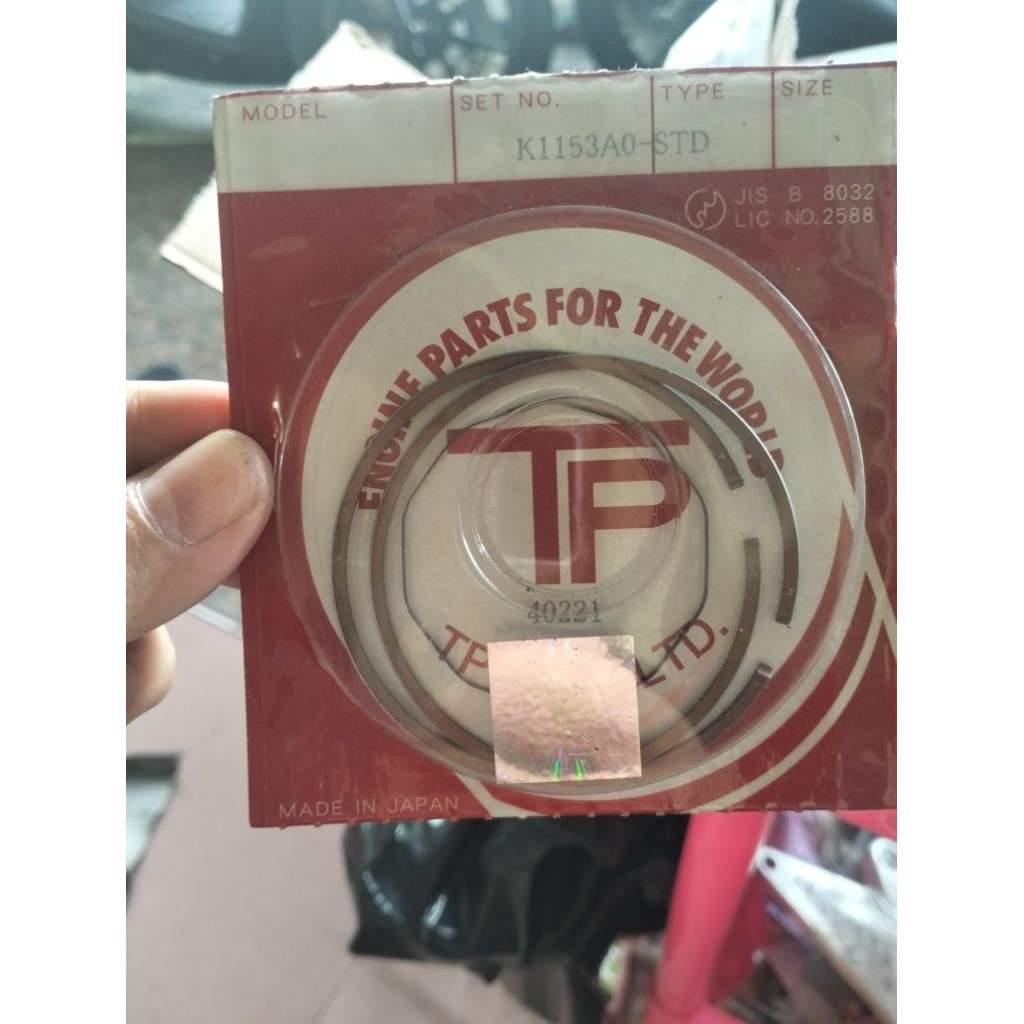 MODEL
SET NO.
TYPE
SIZE
K1153A0-STD
JIS B 8032
LIC NO.2588
ENGINE PARTS FOR THE WORLD
TP
40221
TP LTD.
MADE IN JAPAN